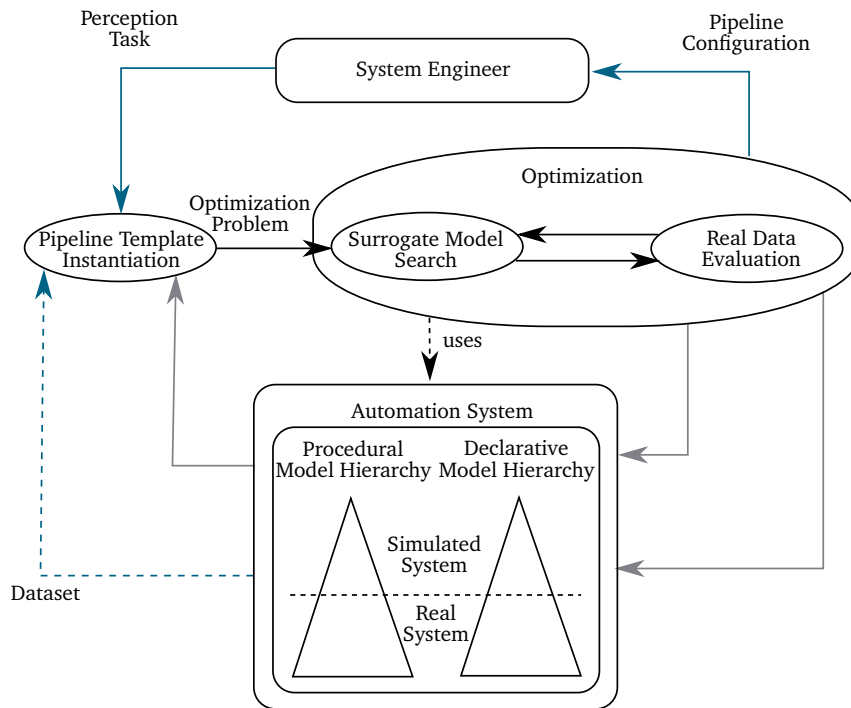 Perception
Task
Pipeline
Configuration
System Engineer
Optimization
Optimization
Problem
Pipeline Template
Instantiation
Surrogate Model
Search
Real Data
Evaluation
uses
Automation System
Procedural
Model Hierarchy
Declarative
Model Hierarchy
Simulated
System
Real
System
Dataset